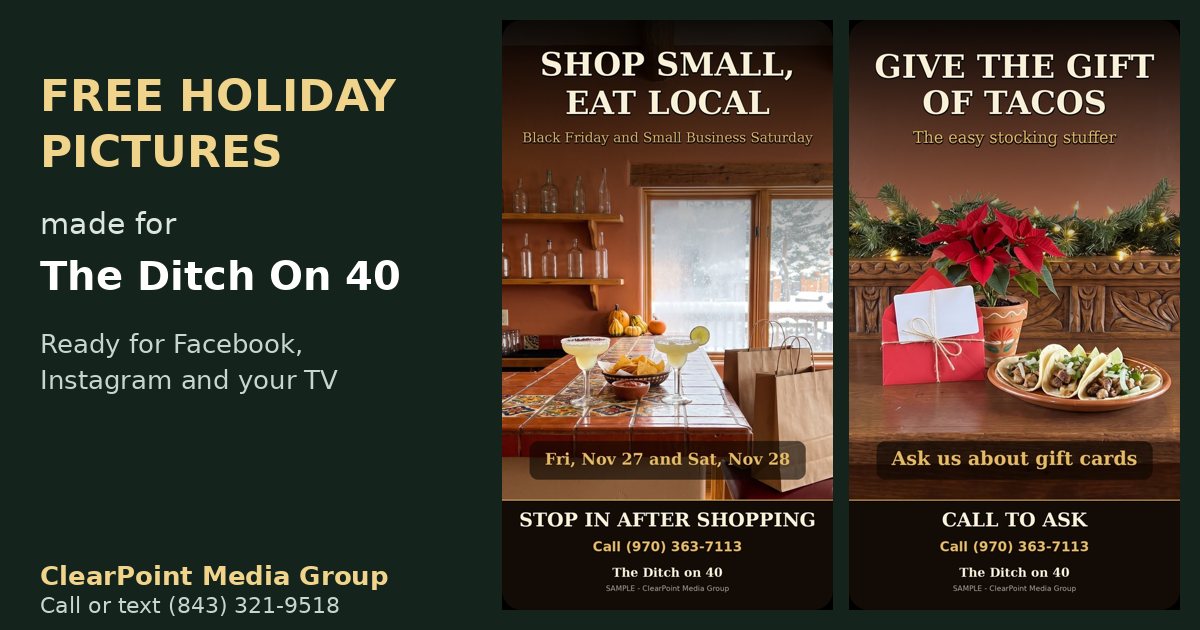 FREE HOLIDAY
PICTURES
made for
The Ditch On 40
Ready for Facebook,
Instagram and your TV
ClearPoint Media Group
Call or text (843) 321-9518
SHOP SMALL,
EAT LOCAL
Black Friday and Small Business Saturday
Fri, Nov 27 and Sat, Nov 28
STOP IN AFTER SHOPPING
Call (970) 363-7113
The Ditch on 40
SAMPLE - ClearPoint Media Group
GIVE THE GIFT
OF TACOS
The easy stocking stuffer
Ask us about gift cards
CALL TO ASK
Call (970) 363-7113
The Ditch on 40
SAMPLE - ClearPoint Media Group